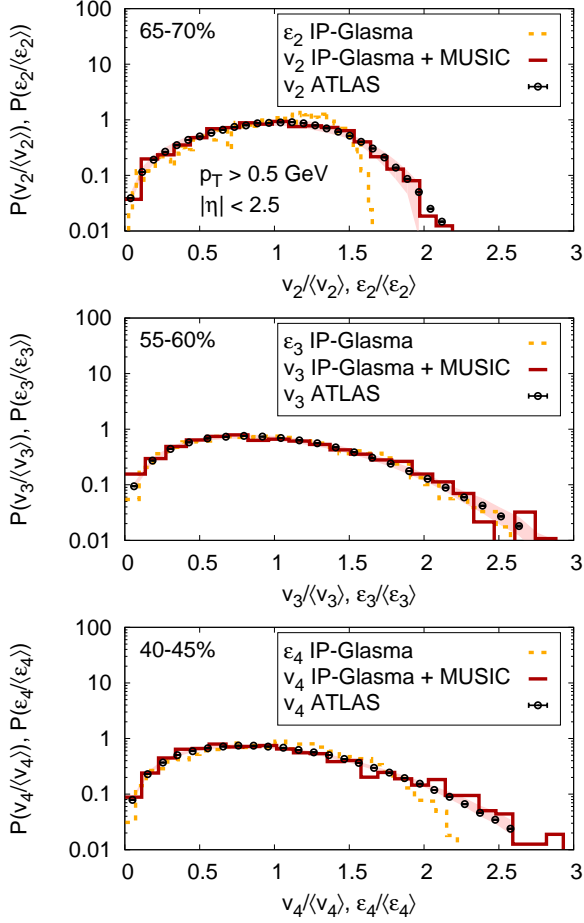 65-70%
ε2 IP-Glasma
v2 IP-Glasma + MUSIC
v2 ATLAS
pT > 0.5 GeV
|η| < 2.5
P(v2/⟨v2⟩), P(ε2/⟨ε2⟩)
100
10
1
0.1
0.01
0 0.5 1 1.5 2 2.5 3
v2/⟨v2⟩, ε2/⟨ε2⟩
55-60%
ε3 IP-Glasma
v3 IP-Glasma + MUSIC
v3 ATLAS
P(v3/⟨v3⟩), P(ε3/⟨ε3⟩)
100
10
1
0.1
0.01
0 0.5 1 1.5 2 2.5 3
v3/⟨v3⟩, ε3/⟨ε3⟩
40-45%
ε4 IP-Glasma
v4 IP-Glasma + MUSIC
v4 ATLAS
P(v4/⟨v4⟩), P(ε4/⟨ε4⟩)
100
10
1
0.1
0.01
0 0.5 1 1.5 2 2.5 3
v4/⟨v4⟩, ε4/⟨ε4⟩